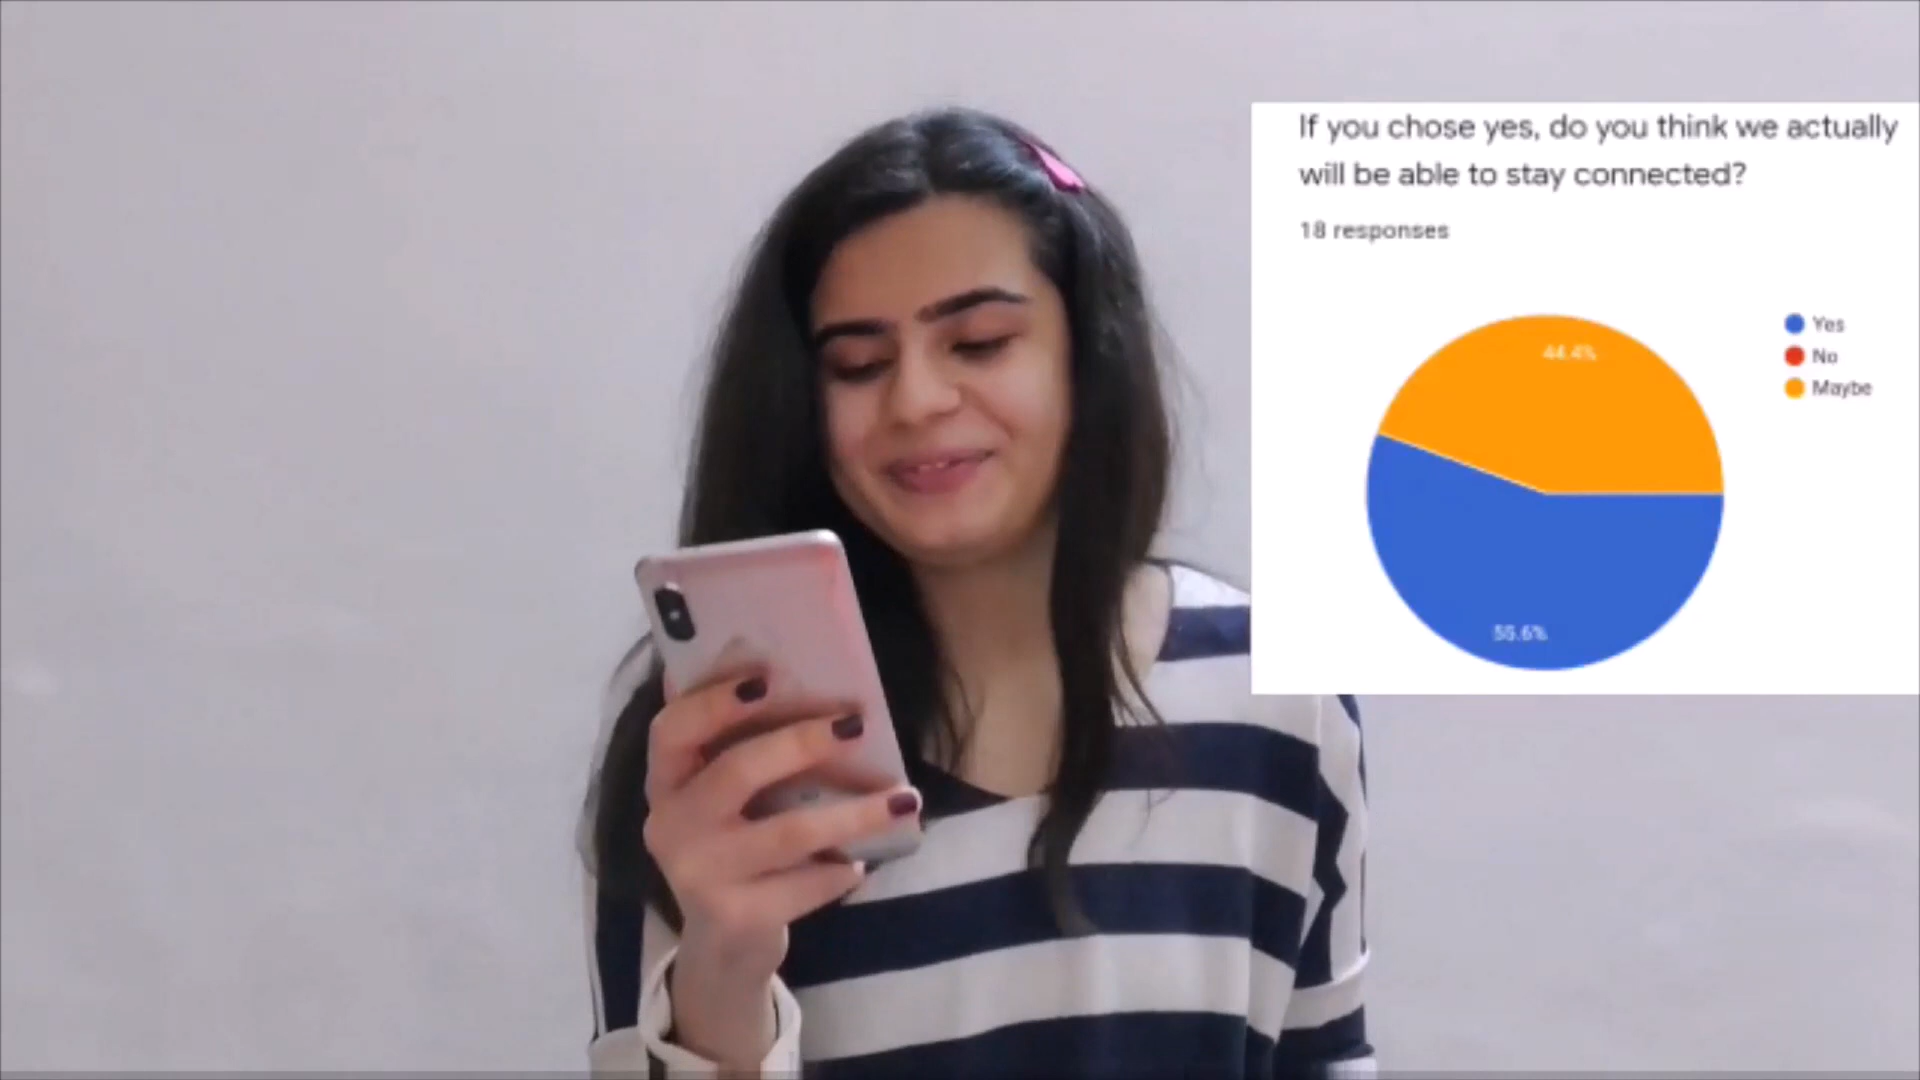 If you chose yes, do you think we actually
will be able to stay connected?
18 responses
Yes
No
Maybe
44.4%
55.6%